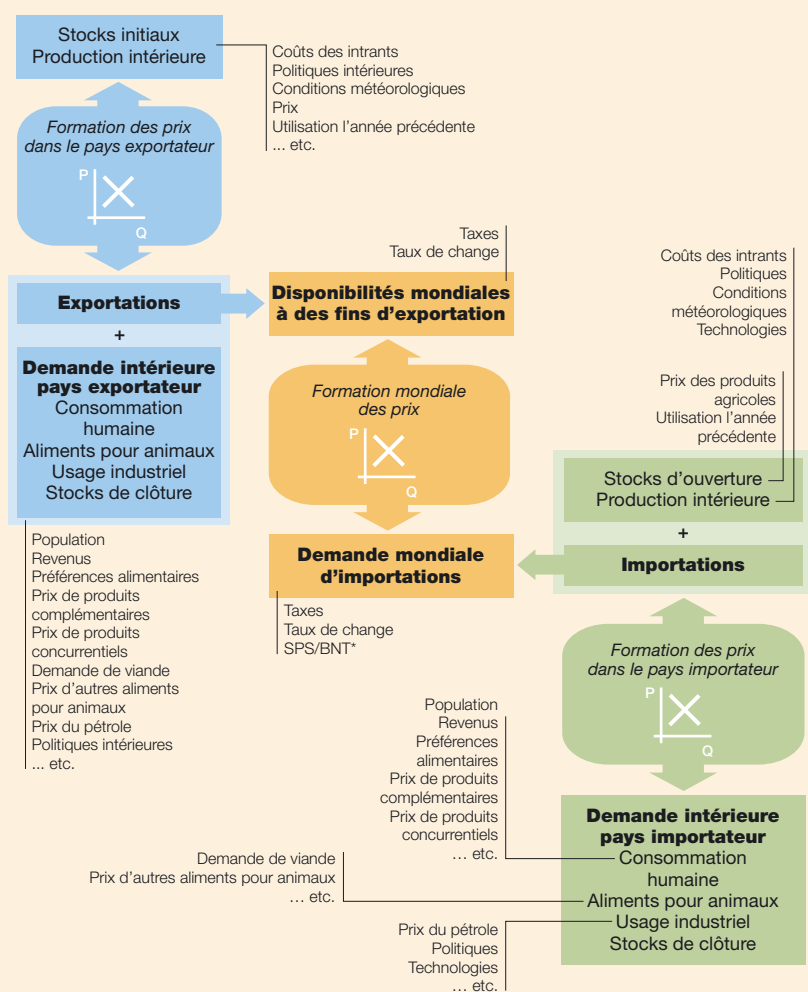 Stocks initiaux
Production intérieure
Coûts des intrants
Politiques intérieures
Conditions météorologiques
Prix
Utilisation l’année précédente
... etc.
Formation des prix
dans le pays exportateur
P
Q
Exportations
+
Demande intérieure
pays exportateur
Consommation
humaine
Aliments pour animaux
Usage industriel
Stocks de clôture
Population
Revenus
Préférences alimentaires
Prix de produits
complémentaires
Prix de produits
concurrentiels
Demande de viande
Prix d’autres aliments
pour animaux
Prix du pétrole
Politiques intérieures
... etc.
Taxes
Taux de change
Disponibilités mondiales
à des fins d’exportation
Formation mondiale
des prix
P
Q
Demande mondiale
d’importations
Taxes
Taux de change
SPS/BNT*
Coûts des intrants
Politiques
Conditions
météorologiques
Technologies
Prix des produits
agricoles
Utilisation l’année
précédente
Stocks d’ouverture
Production intérieure
+
Importations
Formation des prix
dans le pays importateur
P
Q
Population
Revenus
Préférences
alimentaires
Prix de produits
complémentaires
Prix de produits
concurrentiels
… etc.
Demande de viande
Prix d’autres aliments pour animaux
… etc.
Prix du pétrole
Politiques
Technologies
… etc.
Demande intérieure
pays importateur
Consommation
humaine
Aliments pour animaux
Usage industriel
Stocks de clôture